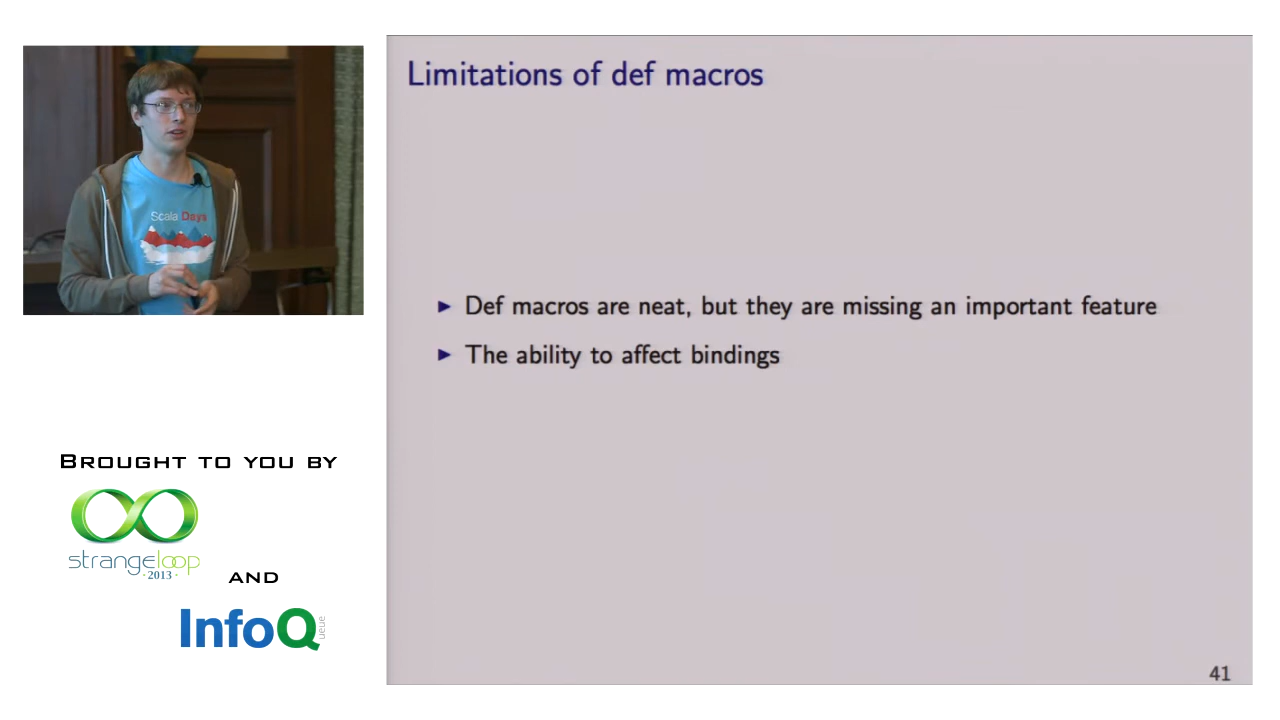 Limitations of def macros
Scala Days
► Def macros are neat, but they are missing an important feature
► The ability to affect bindings
BROUGHT TO YOU BY
strangeloop
· 2013 ·
AND
InfoQ
queue
41